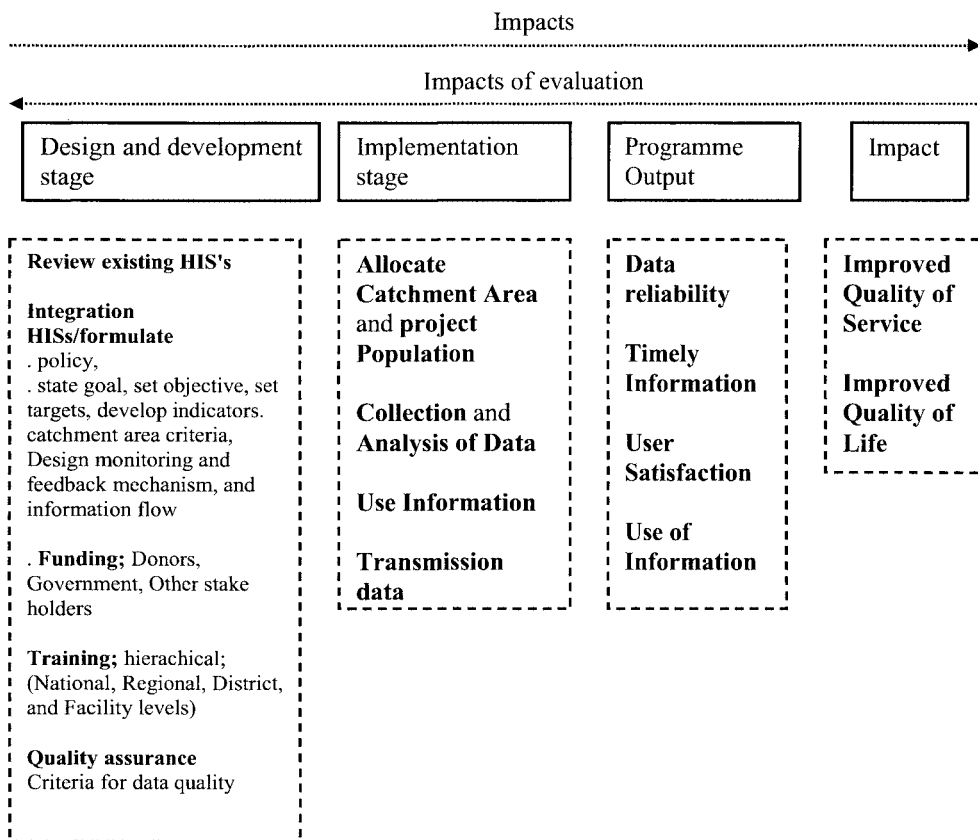 Impacts
Impacts of evaluation
Design and development
stage
Implementation
stage
Programme
Output
Impact
Review existing HIS's
Integration
HISs/formulate
. policy,
. state goal, set objective, set
targets, develop indicators.
catchment area criteria,
Design monitoring and
feedback mechanism, and
information flow
. Funding; Donors,
Government, Other stake
holders
Training; hierachical;
(National, Regional, District,
and Facility levels)
Quality assurance
Criteria for data quality
Allocate
Catchment Area
and project
Population
Collection and
Analysis of Data
Use Information
Transmission
data
Data
reliability
Timely
Information
User
Satisfaction
Use of
Information
Improved
Quality of
Service
Improved
Quality of
Life